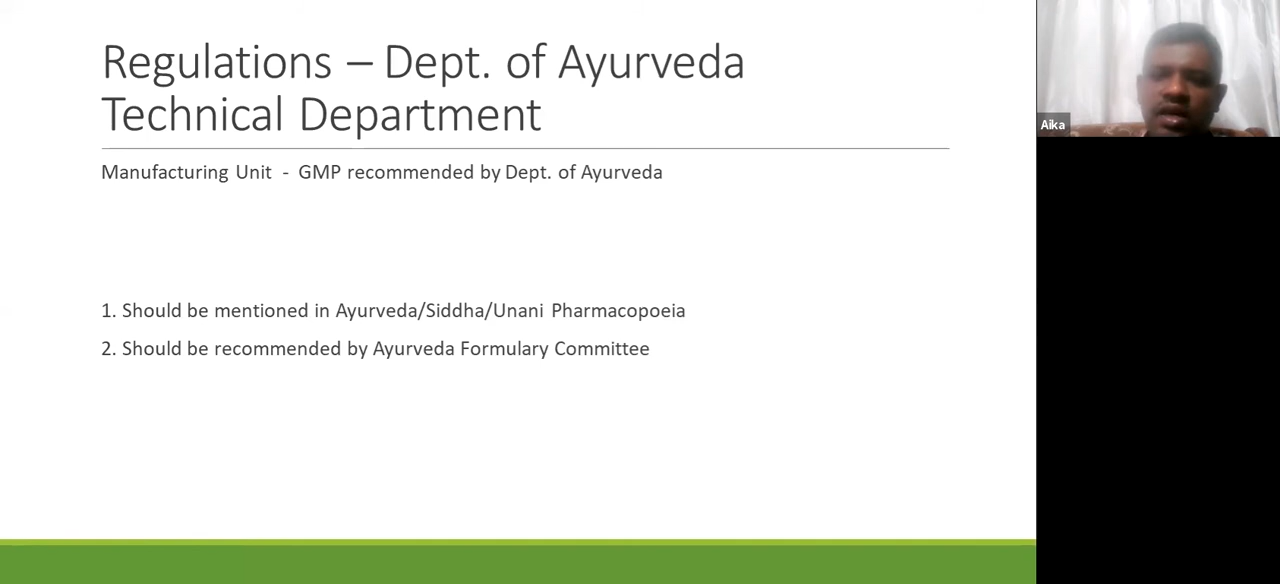 Regulations – Dept. of Ayurveda
Technical Department
Manufacturing Unit - GMP recommended by Dept. of Ayurveda
1. Should be mentioned in Ayurveda/Siddha/Unani Pharmacopoeia
2. Should be recommended by Ayurveda Formulary Committee
Aika